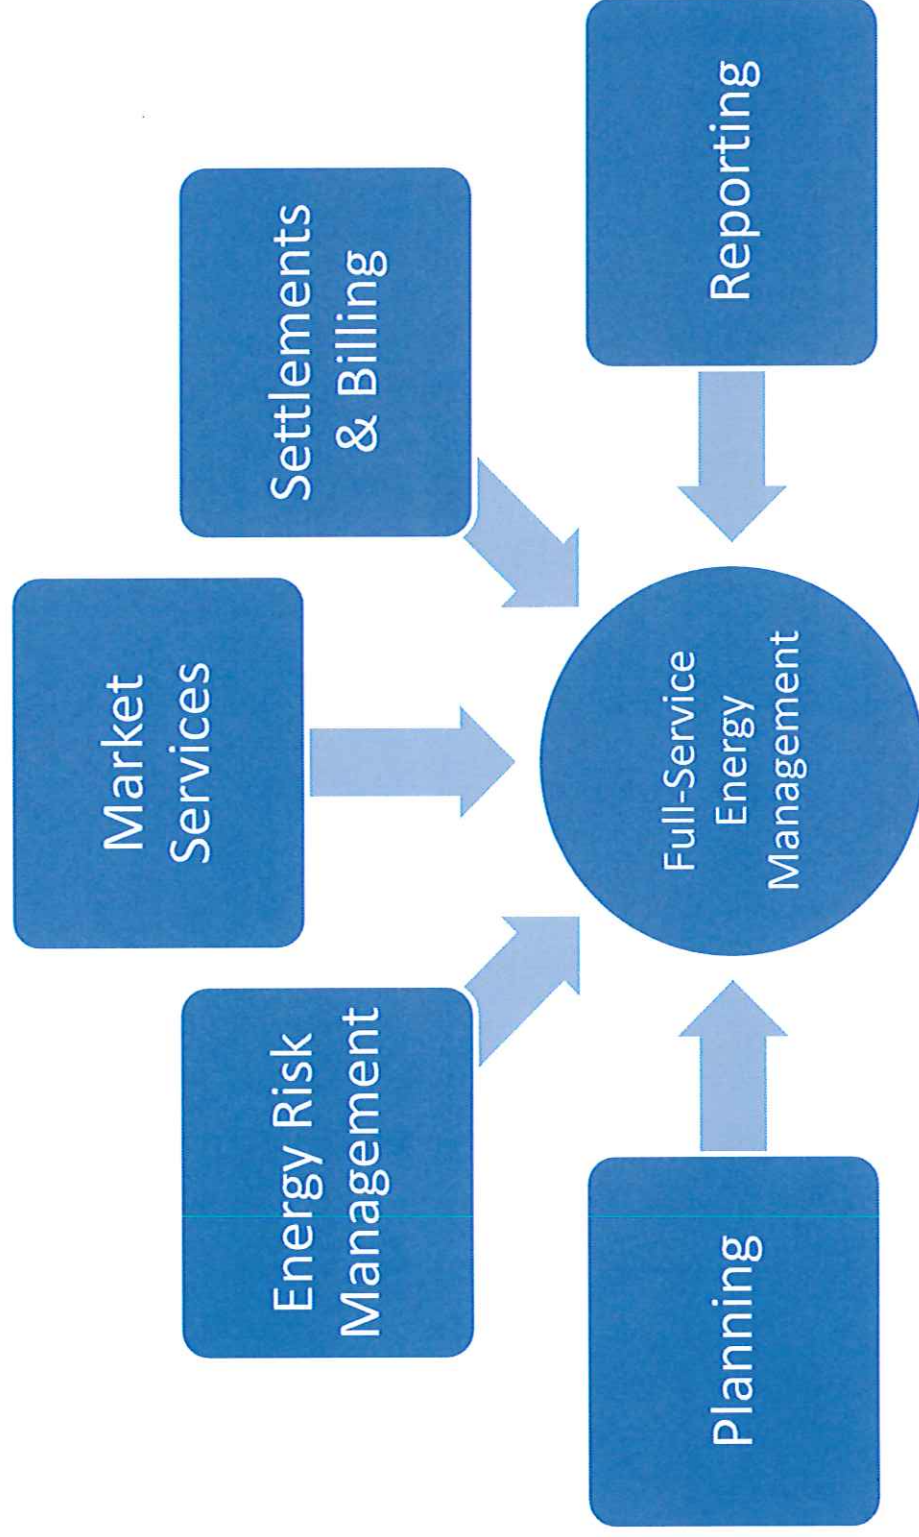 Planning
Energy Risk
Management
Market
Services
Settlements
& Billing
Reporting
Full-Service
Energy
Management